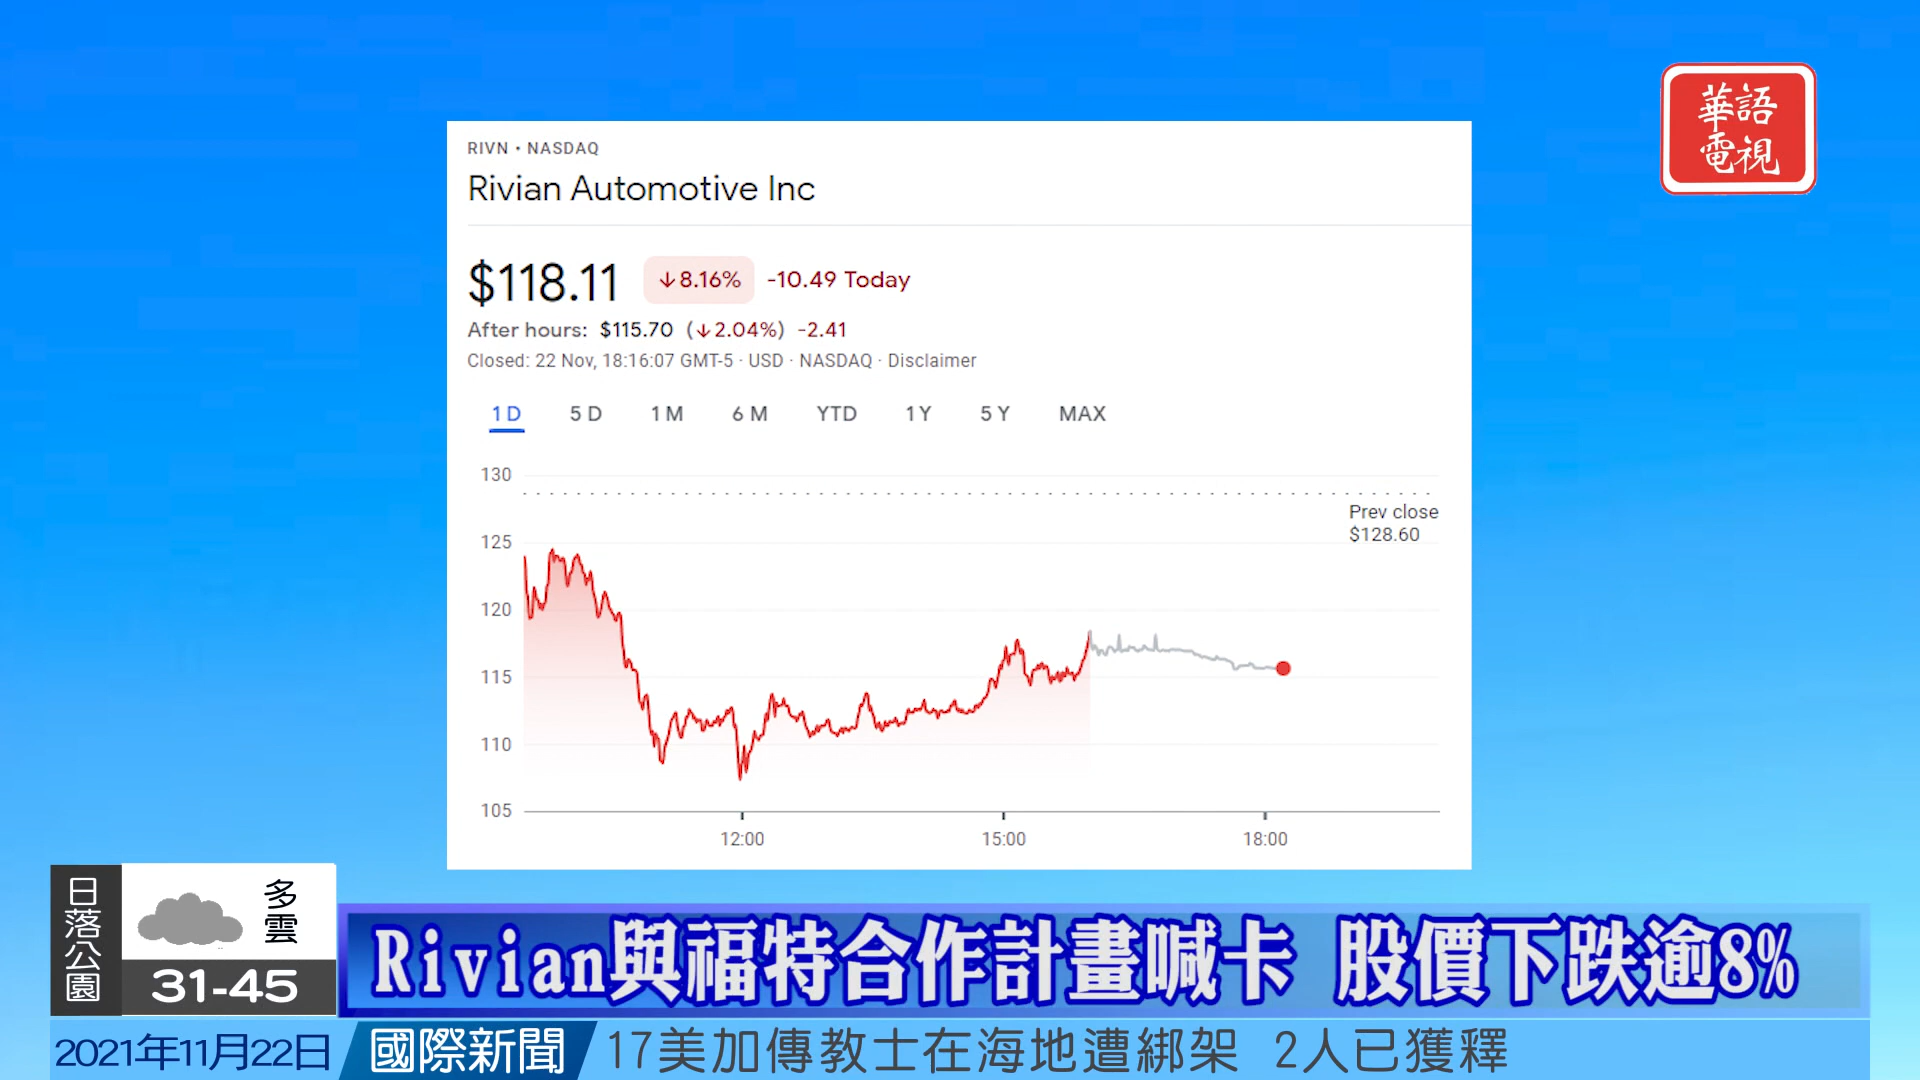 華語
電視
RIVN • NASDAQ
Rivian Automotive Inc
$118.11 ↓8.16% -10.49 Today
After hours: $115.70 (↓2.04%) -2.41
Closed: 22 Nov, 18:16:07 GMT-5 · USD · NASDAQ · Disclaimer
1D 5D 1M 6M YTD 1Y 5Y MAX
130
Prev close
$128.60
125
120
115
110
105
12:00 15:00 18:00
日落公園
多雲
31-45
Rivian與福特合作計畫喊卡 股價下跌逾8%
2021年11月22日 國際新聞 17美加傳教士在海地遭綁架 2人已獲釋